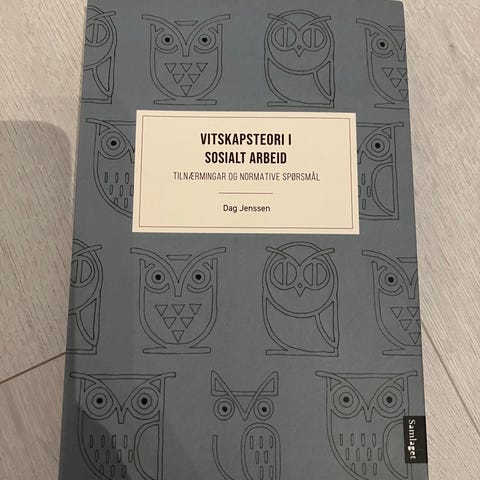 VITSKAPSTEORI I
SOSIALT ARBEID
TILNÆRMINGAR OG NORMATIVE SPØRSMÅL
Dag Jenssen
Samlaget